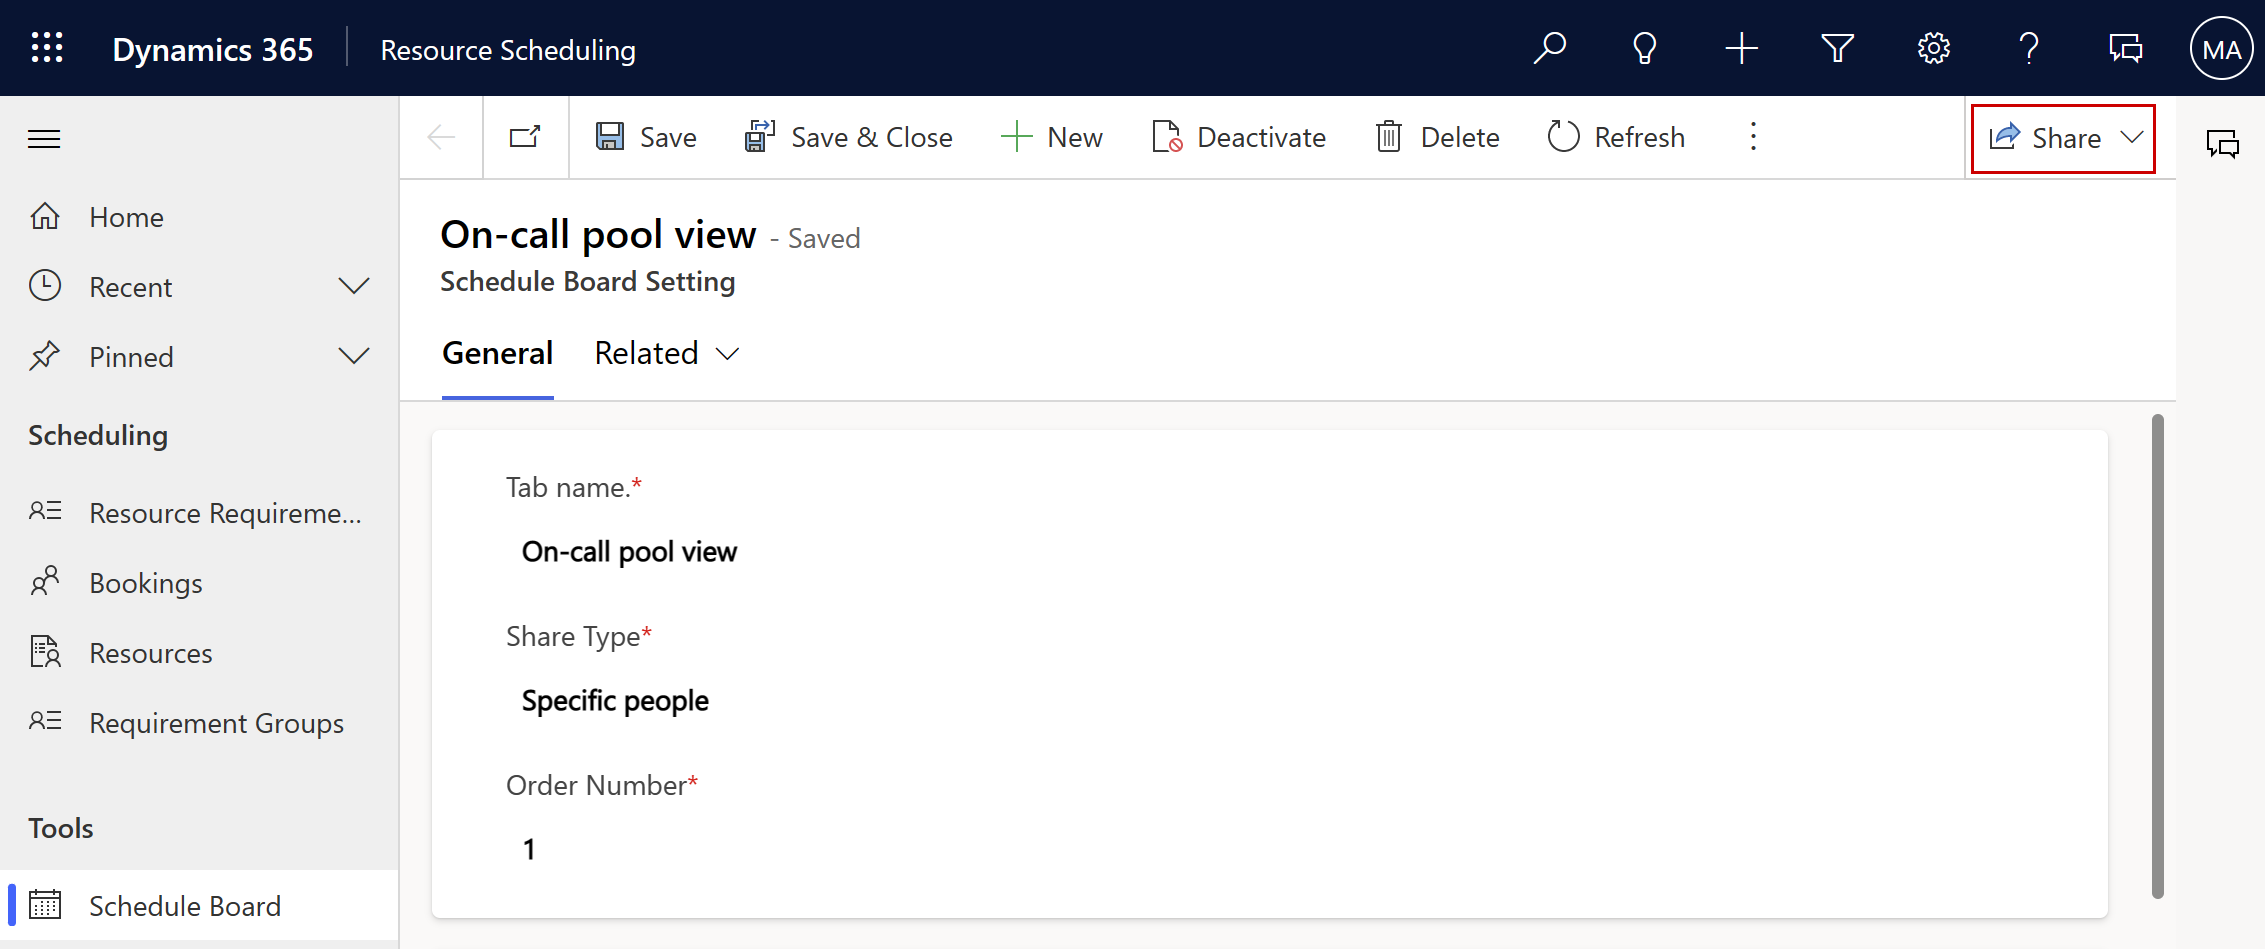 Dynamics 365 Resource Scheduling MA
Save Save & Close New Deactivate Delete Refresh Share
Home
Recent
Pinned
Scheduling
Resource Requireme...
Bookings
Resources
Requirement Groups
Tools
Schedule Board
On-call pool view - Saved
Schedule Board Setting
General Related
Tab name.*
On-call pool view
Share Type*
Specific people
Order Number*
1